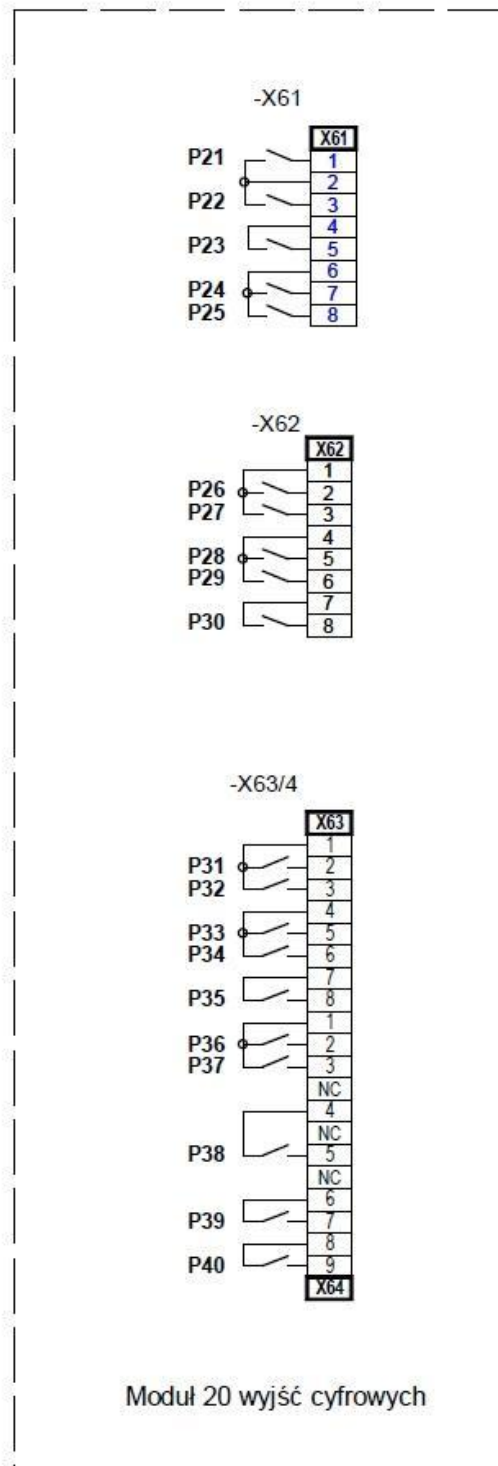 -X61
X61
P21 1
2
P22 3
4
P23 5
6
P24 7
P25 8
-X62
X62
1
P26 2
P27 3
4
P28 5
P29 6
7
P30 8
-X63/4
X63
1
P31 2
P32 3
4
P33 5
P34 6
7
P35 8
1
P36 2
P37 3
NC
4
NC
P38 5
NC
6
P39 7
8
P40 9
X64
Moduł 20 wyjść cyfrowych